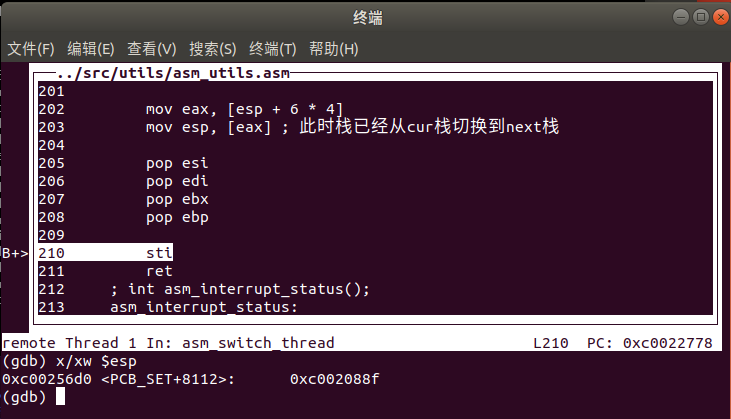 终端
文件(F) 编辑(E) 查看(V) 搜索(S) 终端(T) 帮助(H)
../src/utils/asm_utils.asm
201
202 mov eax, [esp + 6 * 4]
203 mov esp, [eax] ; 此时栈已经从cur栈切换到next栈
204
205 pop esi
206 pop edi
207 pop ebx
208 pop ebp
209
B+> 210 sti
211 ret
212 ; int asm_interrupt_status();
213 asm_interrupt_status:
remote Thread 1 In: asm_switch_thread L210 PC: 0xc0022778
(gdb) x/xw $esp
0xc00256d0 <PCB_SET+8112>: 0xc002088f
(gdb)